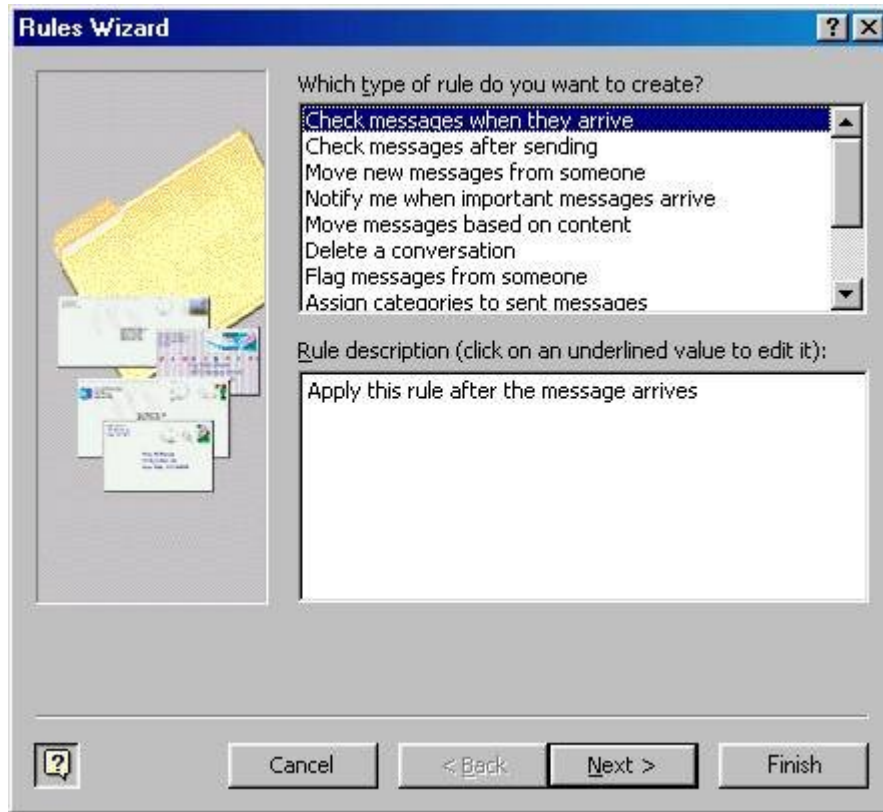 Rules Wizard
Which type of rule do you want to create?
Check messages when they arrive
Check messages after sending
Move new messages from someone
Notify me when important messages arrive
Move messages based on content
Delete a conversation
Flag messages from someone
Assign categories to sent messages
Rule description (click on an underlined value to edit it):
Apply this rule after the message arrives
Cancel
< Back
Next >
Finish